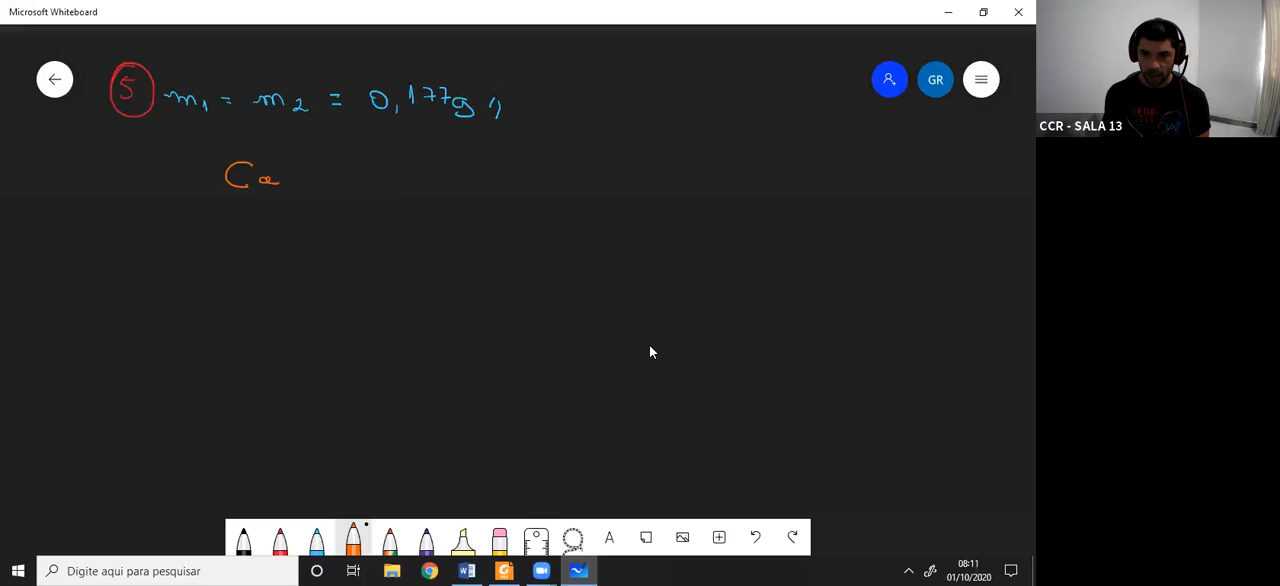 Microsoft Whiteboard
5 m₁ = m₂ = 0,177g ;
GR
CCR - SALA 13
Ca
A
Digite aqui para pesquisar
08:11
01/10/2020